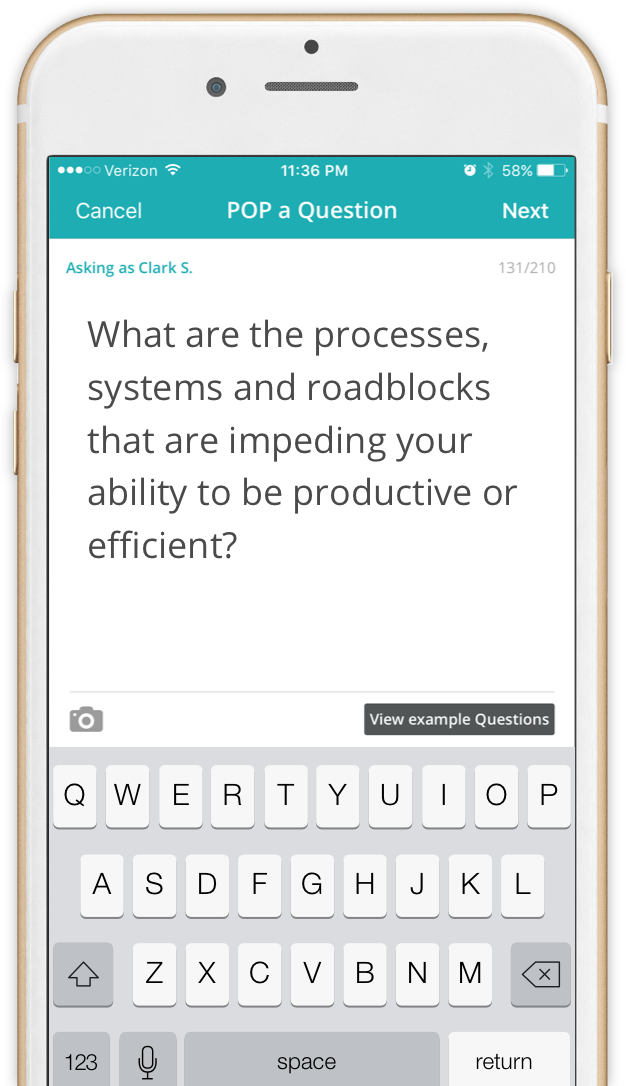 Verizon 11:36 PM 58%
Cancel POP a Question Next
Asking as Clark S. 131/210
What are the processes,
systems and roadblocks
that are impeding your
ability to be productive or
efficient?
View example Questions
Q W E R T Y U I O P
A S D F G H J K L
Z X C V B N M
123 space return